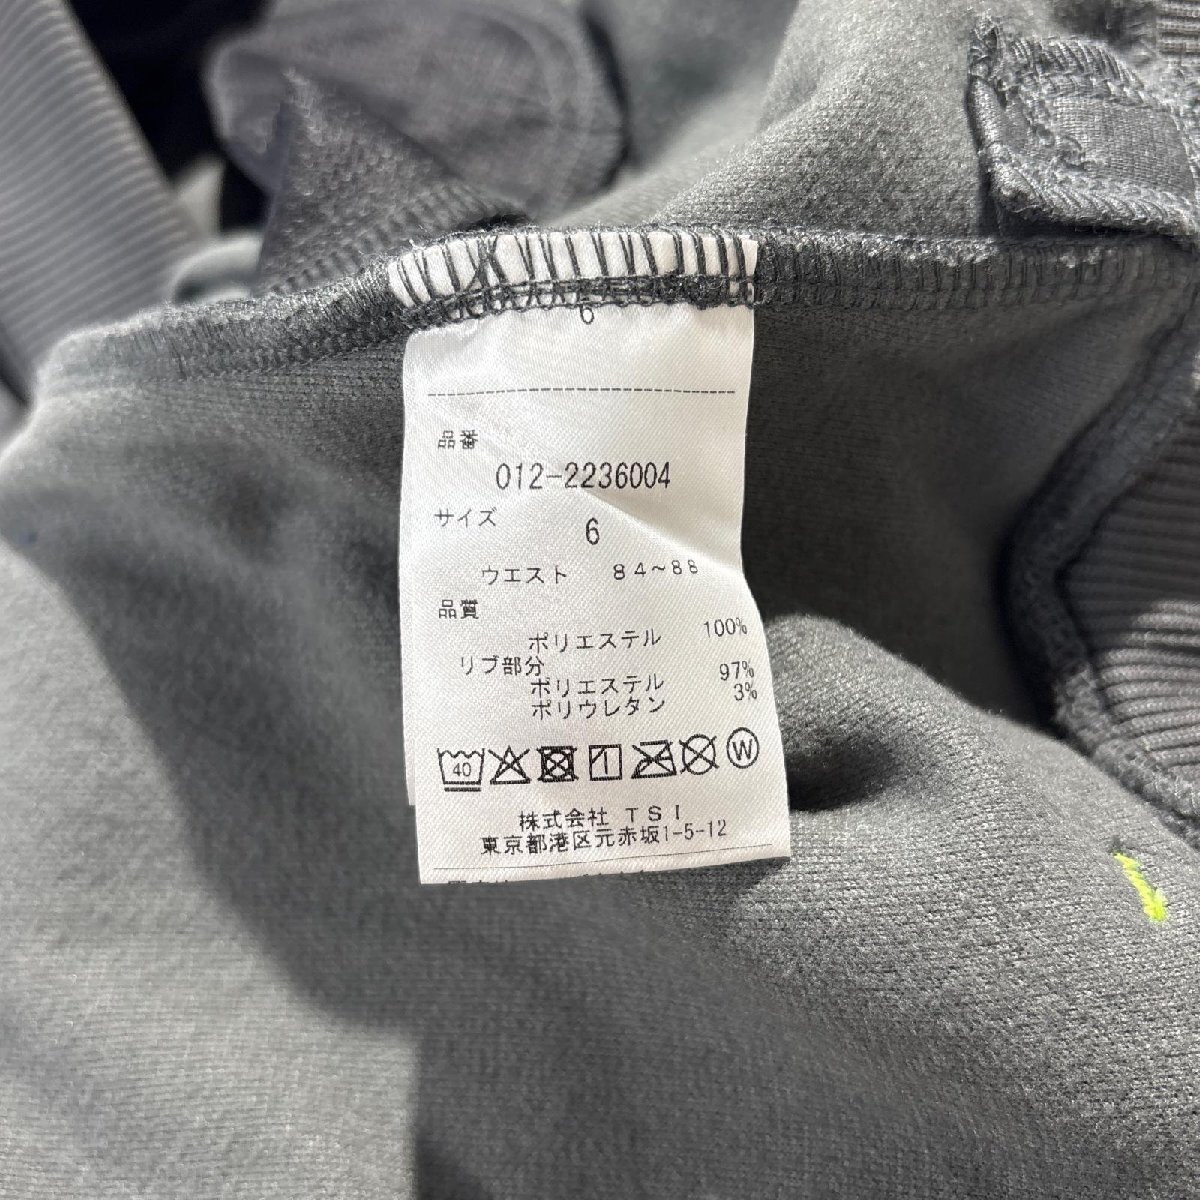 6
品番
012-2236004
サイズ
6
ウエスト 84~88
品質
ポリエステル 100%
リブ部分
ポリエステル 97%
ポリウレタン 3%
40 W
株式会社 TSI
東京都港区元赤坂1-5-12